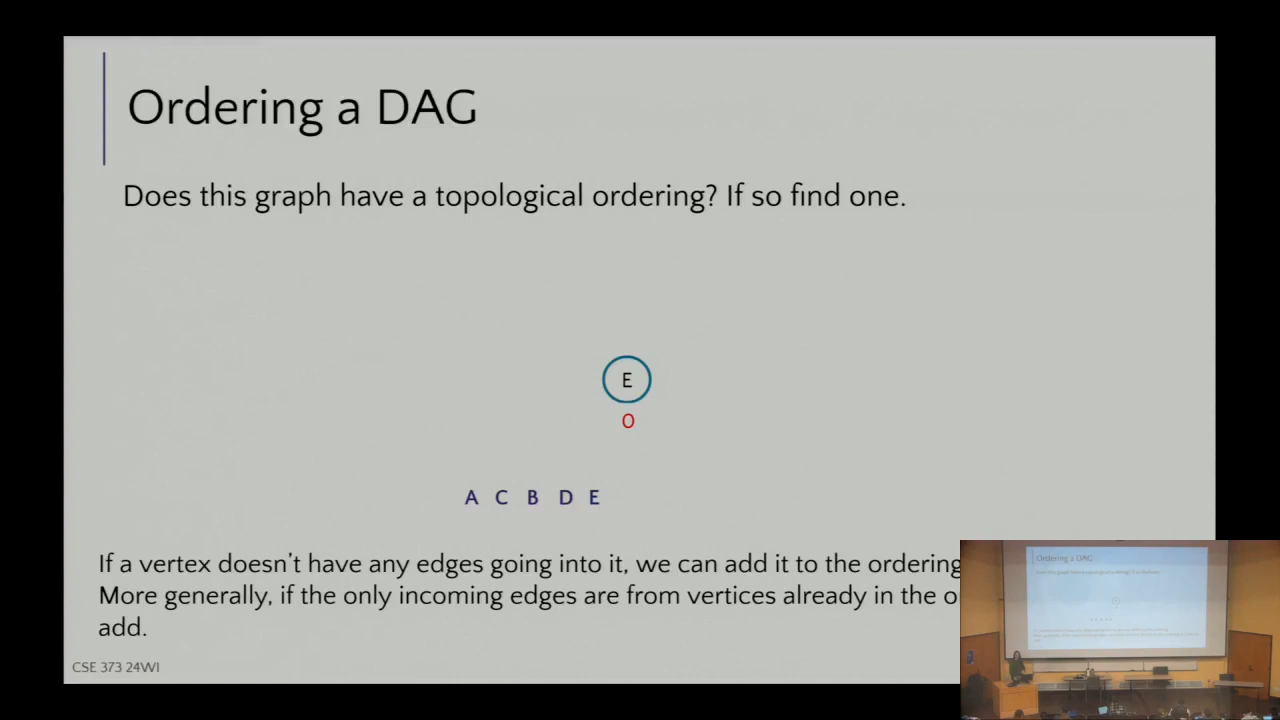 Ordering a DAG
Does this graph have a topological ordering? If so find one.
E
0
A C B D E
If a vertex doesn't have any edges going into it, we can add it to the ordering
More generally, if the only incoming edges are from vertices already in the o
add.
CSE 373 24WI
Ordering a DAG